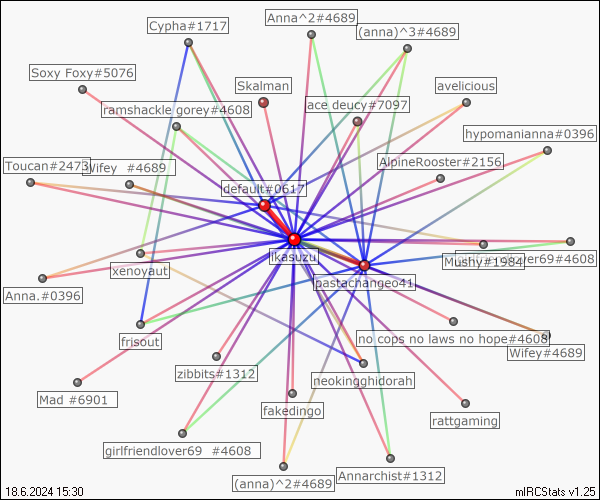 Cypha#1717
Anna^2#4689
(anna)^3#4689
Soxy Foxy#5076
Skalman
avelicious
ramshackle gorey#4608
ace deucy#7097
hypomanianna#0396
Toucan#2473
Wifey #4689
AlpineRooster#2156
default#0617
ikasuzu
Mushy#1984
over69#4608
xenoyaut
pastachangeo41
Anna.#0396
frisout
no cops no laws no hope#4608
Wifey#4689
zibbits#1312
neokingghidorah
Mad #6901
fakedingo
rattgaming
girlfriendlover69 #4608
(anna)^2#4689
Annarchist#1312
18.6.2024 15:30
mIRCStats v1.25